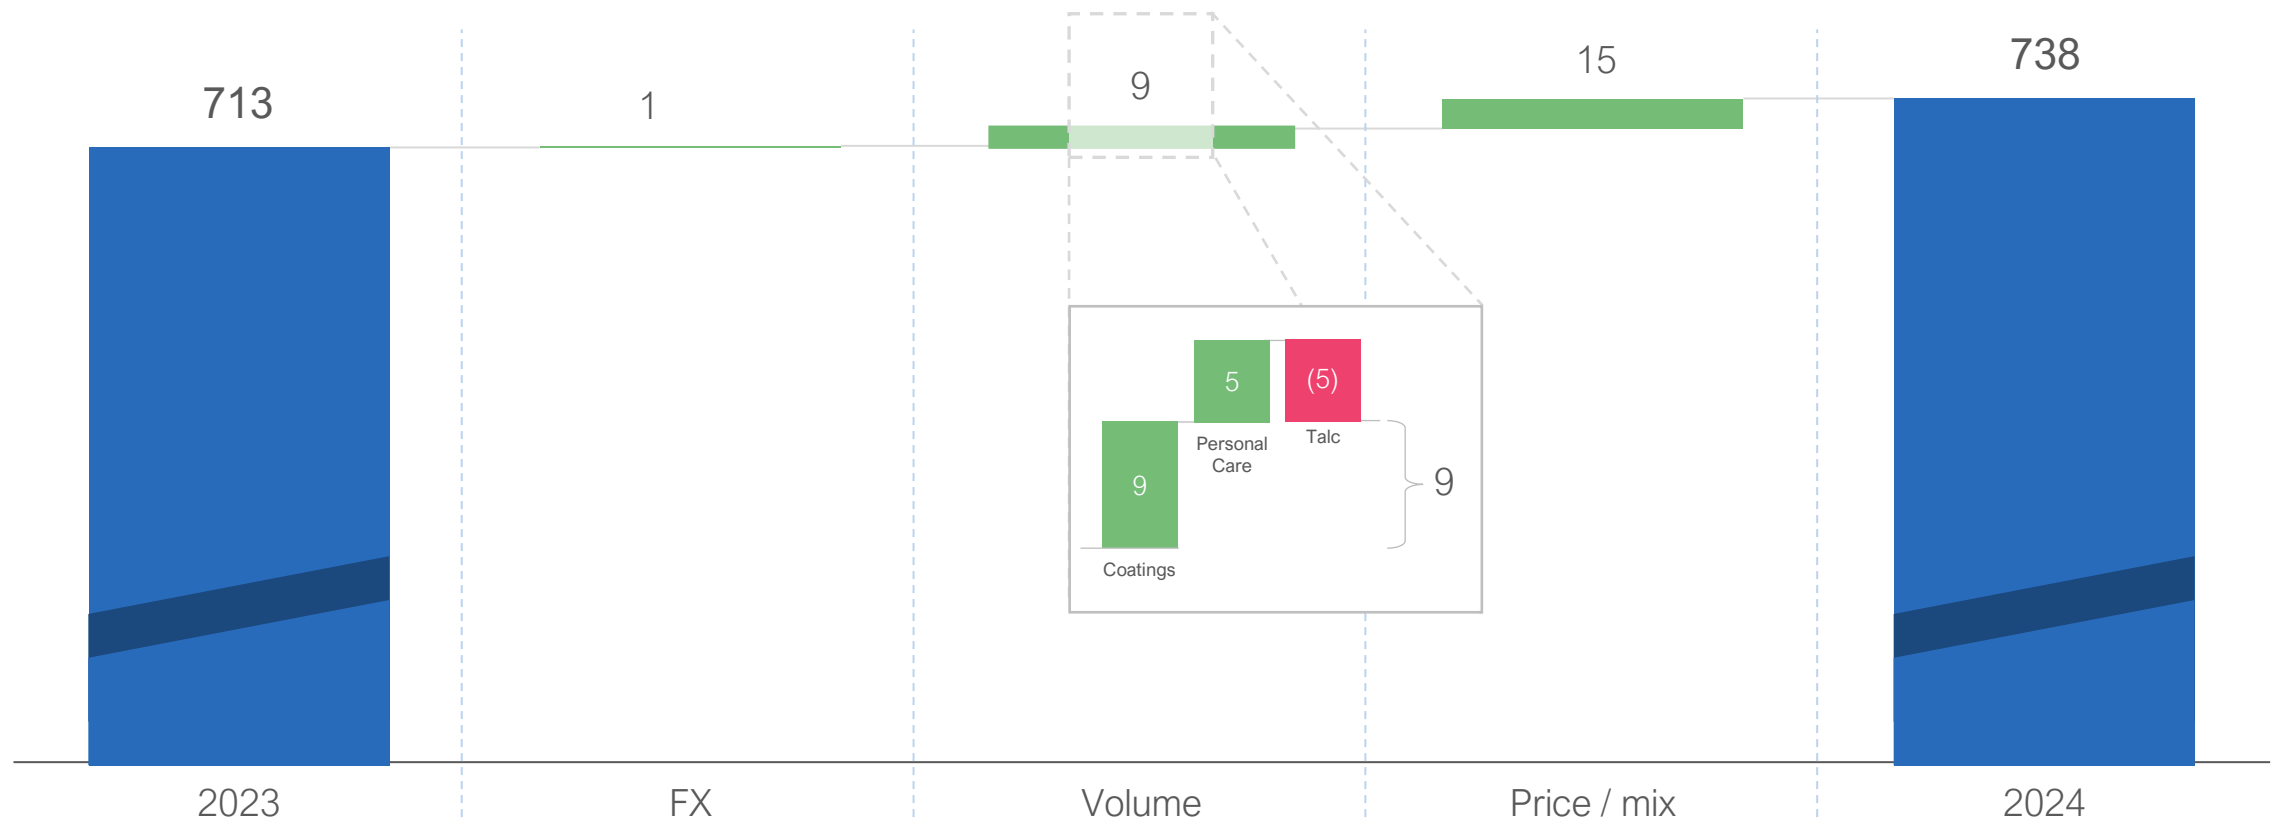 713
1
9
15
738
5
(5)
Personal
Care
Talc
9
9
Coatings
2023
FX
Volume
Price / mix
2024